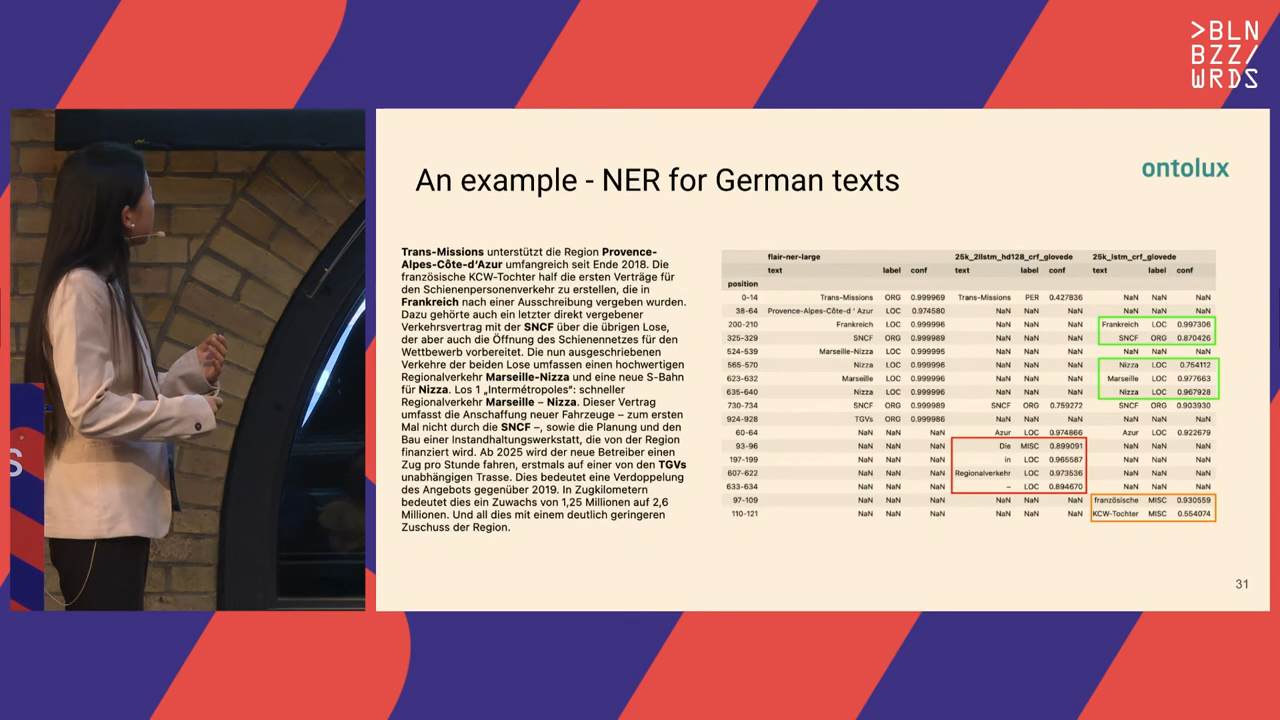 >BLN
BZZ/
WRDS
S
An example - NER for German texts
ontolux
Trans-Missions unterstützt die Region Provence-
Alpes-Côte-d'Azur umfangreich seit Ende 2018. Die
französische KCW-Tochter half die ersten Verträge für
den Schienenpersonenverkehr zu erstellen, die in
Frankreich nach einer Ausschreibung vergeben wurden.
Dazu gehörte auch ein letzter direkt vergebener
Verkehrsvertrag mit der SNCF über die übrigen Lose,
der aber auch die Öffnung des Schienennetzes für den
Wettbewerb vorbereitet. Die nun ausgeschriebenen
Verkehre der beiden Lose umfassen einen hochwertigen
Regionalverkehr Marseille-Nizza und eine neue S-Bahn
für Nizza. Los 1 „Intermétropoles“: schneller
Regionalverkehr Marseille – Nizza. Dieser Vertrag
umfasst die Anschaffung neuer Fahrzeuge – zum ersten
Mal nicht durch die SNCF –, sowie die Planung und den
Bau einer Instandhaltungswerkstatt, die von der Region
finanziert wird. Ab 2025 wird der neue Betreiber einen
Zug pro Stunde fahren, erstmals auf einer von den TGVs
unabhängigen Trasse. Dies bedeutet eine Verdoppelung
des Angebots gegenüber 2019. In Zugkilometern
bedeutet dies ein Zuwachs von 1,25 Millionen auf 2,6
Millionen. Und all dies mit einem deutlich geringeren
Zuschuss der Region.
flair-ner-large 25k_2llstm_hd128_crf_glovede 25k_lstm_crf_glovede
text label conf text label conf text label conf
position
0-14 Trans-Missions ORG 0.999969 Trans-Missions PER 0.427836 NaN NaN NaN
38-64 Provence-Alpes-Côte-d ' Azur LOC 0.974580 NaN NaN NaN NaN NaN NaN
200-210 Frankreich LOC 0.999996 NaN NaN NaN Frankreich LOC 0.997306
325-329 SNCF ORG 0.999989 NaN NaN NaN SNCF ORG 0.870426
524-539 Marseille-Nizza LOC 0.999995 NaN NaN NaN NaN NaN NaN
565-570 Nizza LOC 0.999996 NaN NaN NaN Nizza LOC 0.754112
623-632 Marseille LOC 0.999996 NaN NaN NaN Marseille LOC 0.977663
635-640 Nizza LOC 0.999996 NaN NaN NaN Nizza LOC 0.967928
730-734 SNCF ORG 0.999989 SNCF ORG 0.759272 SNCF ORG 0.903930
924-928 TGVs ORG 0.999986 NaN NaN NaN NaN NaN NaN
60-64 NaN NaN NaN Azur LOC 0.974866 Azur LOC 0.922679
93-96 NaN NaN NaN Die MISC 0.899091 NaN NaN NaN
197-199 NaN NaN NaN in LOC 0.965587 NaN NaN NaN
607-622 NaN NaN NaN Regionalverkehr LOC 0.973536 NaN NaN NaN
633-634 NaN NaN NaN – LOC 0.894670 NaN NaN NaN
97-109 NaN NaN NaN NaN NaN NaN französische MISC 0.930559
110-121 NaN NaN NaN NaN NaN NaN KCW-Tochter MISC 0.554074
31